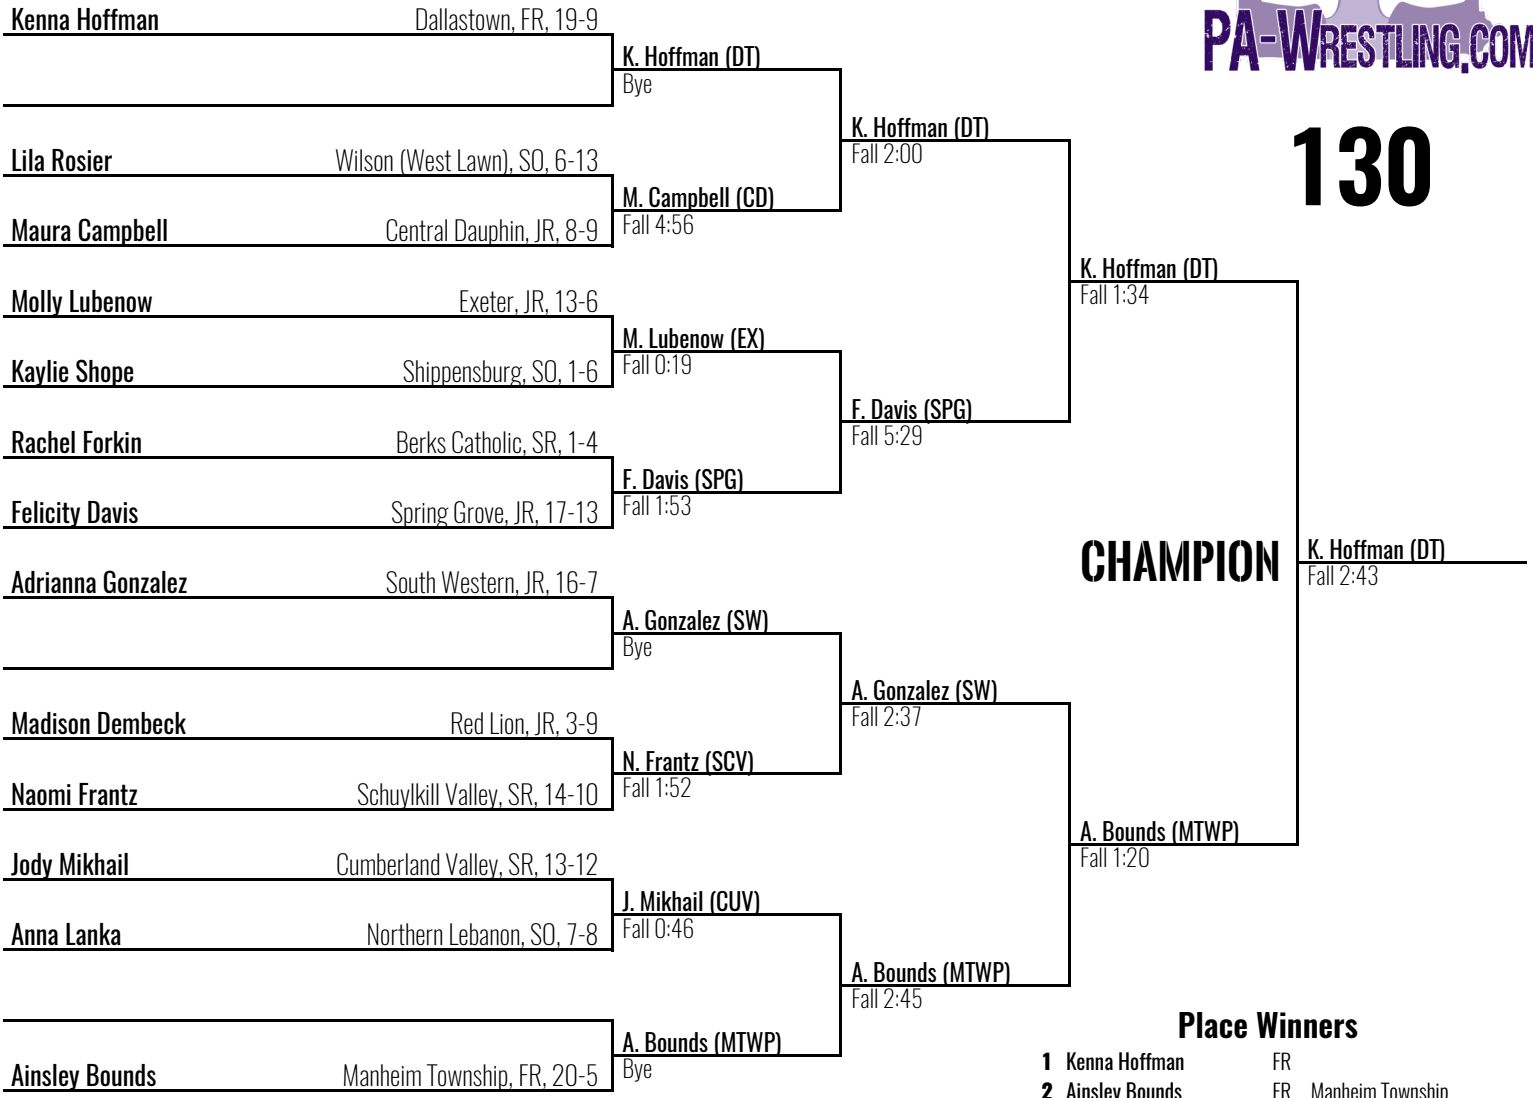 Kenna Hoffman Dallastown, FR, 19-9
K. Hoffman (DT)
Bye
PA-WRESTLING.COM
130
K. Hoffman (DT)
Fall 2:00
Lila Rosier Wilson (West Lawn), SO, 6-13
M. Campbell (CD)
Fall 4:56
Maura Campbell Central Dauphin, JR, 8-9
K. Hoffman (DT)
Fall 1:34
Molly Lubenow Exeter, JR, 13-6
M. Lubenow (EX)
Fall 0:19
Kaylie Shope Shippensburg, SO, 1-6
F. Davis (SPG)
Fall 5:29
Rachel Forkin Berks Catholic, SR, 1-4
F. Davis (SPG)
Fall 1:53
Felicity Davis Spring Grove, JR, 17-13
CHAMPION
K. Hoffman (DT)
Fall 2:43
Adrianna Gonzalez South Western, JR, 16-7
A. Gonzalez (SW)
Bye
A. Gonzalez (SW)
Fall 2:37
Madison Dembeck Red Lion, JR, 3-9
N. Frantz (SCV)
Fall 1:52
Naomi Frantz Schuylkill Valley, SR, 14-10
A. Bounds (MTWP)
Fall 1:20
Jody Mikhail Cumberland Valley, SR, 13-12
J. Mikhail (CUV)
Fall 0:46
Anna Lanka Northern Lebanon, SO, 7-8
A. Bounds (MTWP)
Fall 2:45
A. Bounds (MTWP)
Bye
Ainsley Bounds Manheim Township, FR, 20-5
Place Winners
1 Kenna Hoffman FR
2 Ainsley Bounds FR Manheim Township